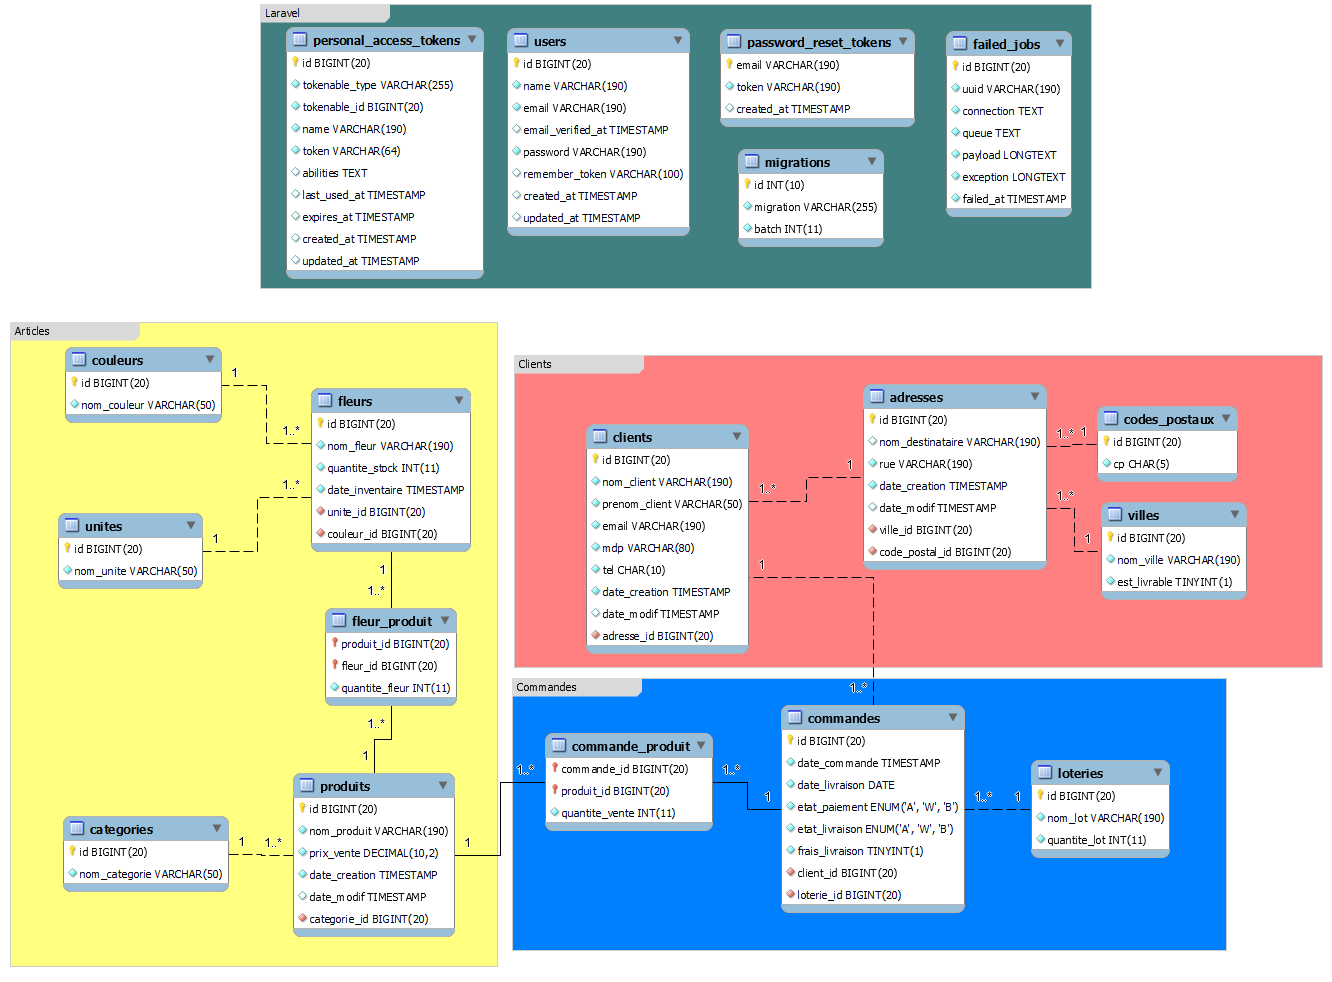 Laravel
personal_access_tokens
id BIGINT(20)
tokenable_type VARCHAR(255)
tokenable_id BIGINT(20)
name VARCHAR(190)
token VARCHAR(64)
abilities TEXT
last_used_at TIMESTAMP
expires_at TIMESTAMP
created_at TIMESTAMP
updated_at TIMESTAMP
users
id BIGINT(20)
name VARCHAR(190)
email VARCHAR(190)
email_verified_at TIMESTAMP
password VARCHAR(190)
remember_token VARCHAR(100)
created_at TIMESTAMP
updated_at TIMESTAMP
password_reset_tokens
email VARCHAR(190)
token VARCHAR(190)
created_at TIMESTAMP
migrations
id INT(10)
migration VARCHAR(255)
batch INT(11)
failed_jobs
id BIGINT(20)
uuid VARCHAR(190)
connection TEXT
queue TEXT
payload LONGTEXT
exception LONGTEXT
failed_at TIMESTAMP
Articles
couleurs
id BIGINT(20)
nom_couleur VARCHAR(50)
1
1..*
fleurs
id BIGINT(20)
nom_fleur VARCHAR(190)
quantite_stock INT(11)
date_inventaire TIMESTAMP
unite_id BIGINT(20)
couleur_id BIGINT(20)
1..*
unites
id BIGINT(20)
nom_unite VARCHAR(50)
1
1
1..*
fleur_produit
produit_id BIGINT(20)
fleur_id BIGINT(20)
quantite_fleur INT(11)
1..*
1
produits
id BIGINT(20)
nom_produit VARCHAR(190)
prix_vente DECIMAL(10,2)
date_creation TIMESTAMP
date_modif TIMESTAMP
categorie_id BIGINT(20)
categories
id BIGINT(20)
nom_categorie VARCHAR(50)
1
1..*
1
Clients
clients
id BIGINT(20)
nom_client VARCHAR(190)
prenom_client VARCHAR(50)
email VARCHAR(190)
mdp VARCHAR(80)
tel CHAR(10)
date_creation TIMESTAMP
date_modif TIMESTAMP
adresse_id BIGINT(20)
1..*
1
1
adresses
id BIGINT(20)
nom_destinataire VARCHAR(190)
rue VARCHAR(190)
date_creation TIMESTAMP
date_modif TIMESTAMP
ville_id BIGINT(20)
code_postal_id BIGINT(20)
1..*
1
codes_postaux
id BIGINT(20)
cp CHAR(5)
1..*
1
villes
id BIGINT(20)
nom_ville VARCHAR(190)
est_livrable TINYINT(1)
Commandes
1..*
1..*
commande_produit
commande_id BIGINT(20)
produit_id BIGINT(20)
quantite_vente INT(11)
1..*
1
commandes
id BIGINT(20)
date_commande TIMESTAMP
date_livraison DATE
etat_paiement ENUM('A', 'W', 'B')
etat_livraison ENUM('A', 'W', 'B')
frais_livraison TINYINT(1)
client_id BIGINT(20)
loterie_id BIGINT(20)
1..*
1
loteries
id BIGINT(20)
nom_lot VARCHAR(190)
quantite_lot INT(11)